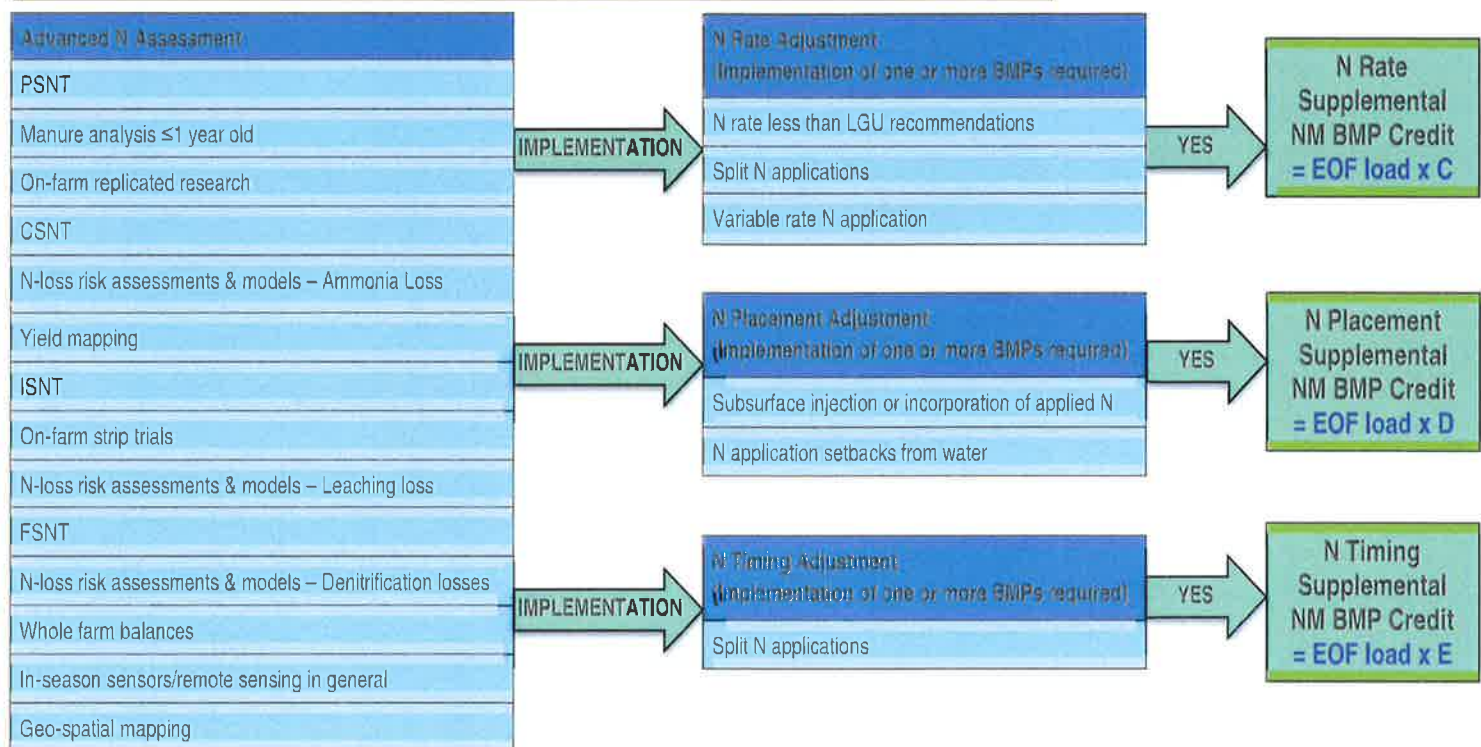 Advanced N Assessment
PSNT
Manure analysis ≤1 year old
On-farm replicated research
CSNT
N-loss risk assessments & models – Ammonia Loss
Yield mapping
ISNT
On-farm strip trials
N-loss risk assessments & models – Leaching loss
FSNT
N-loss risk assessments & models – Denitrification losses
Whole farm balances
In-season sensors/remote sensing in general
Geo-spatial mapping
IMPLEMENTATION
N Rate Adjustment
(Implementation of one or more BMPs required)
N rate less than LGU recommendations
Split N applications
Variable rate N application
YES
N Rate
Supplemental
NM BMP Credit
= EOF load x C
IMPLEMENTATION
N Placement Adjustment
(Implementation of one or more BMPs required)
Subsurface injection or incorporation of applied N
N application setbacks from water
YES
N Placement
Supplemental
NM BMP Credit
= EOF load x D
IMPLEMENTATION
N Timing Adjustment
(Implementation of one or more BMPs required)
Split N applications
YES
N Timing
Supplemental
NM BMP Credit
= EOF load x E